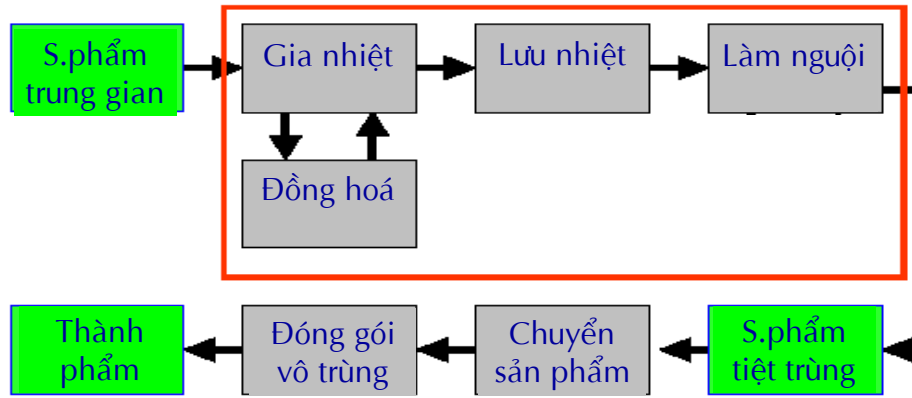 S.phẩm
trung gian
Gia nhiệt
Lưu nhiệt
Làm nguội
Đồng hoá
Thành
phẩm
Đóng gói
vô trùng
Chuyển
sản phẩm
S.phẩm
tiệt trùng